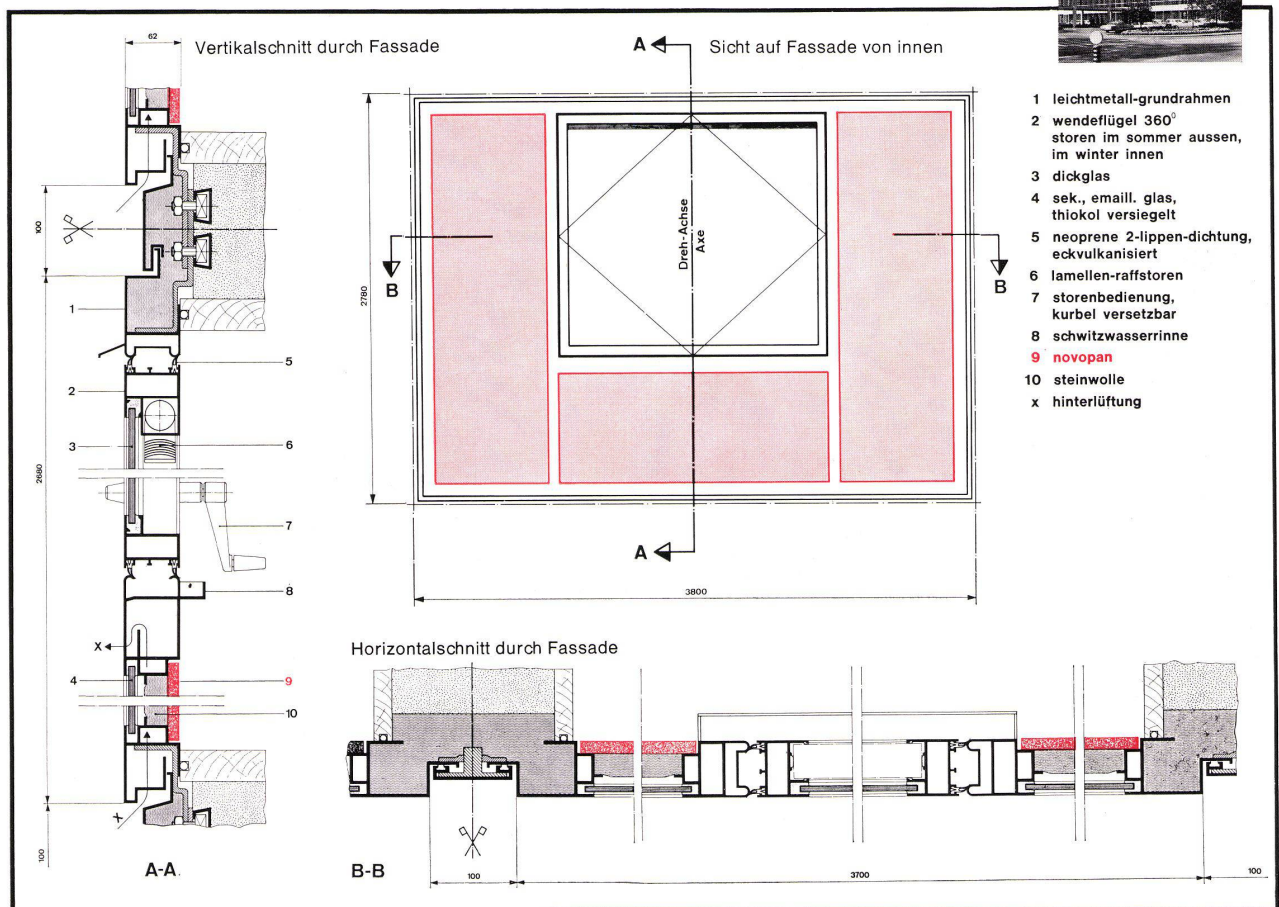 62
Vertikalschnitt durch Fassade
100
1
5
2
3
6
2680
7
8
x
4
9
10
x
100
A-A
A
Sicht auf Fassade von innen
2780
B
Dreh-Achse
Axe
B
A
3800
1 leichtmetall-grundrahmen
2 wendeflügel 360°
storen im sommer aussen,
im winter innen
3 dickglas
4 sek., emaill. glas,
thiokol versiegelt
5 neoprene 2-lippen-dichtung,
eckvulkanisiert
6 lamellen-raffstoren
7 storenbedienung,
kurbel versetzbar
8 schwitzwasserrinne
9 novopan
10 steinwolle
x hinterlüftung
Horizontalschnitt durch Fassade
B-B
100
3700
100